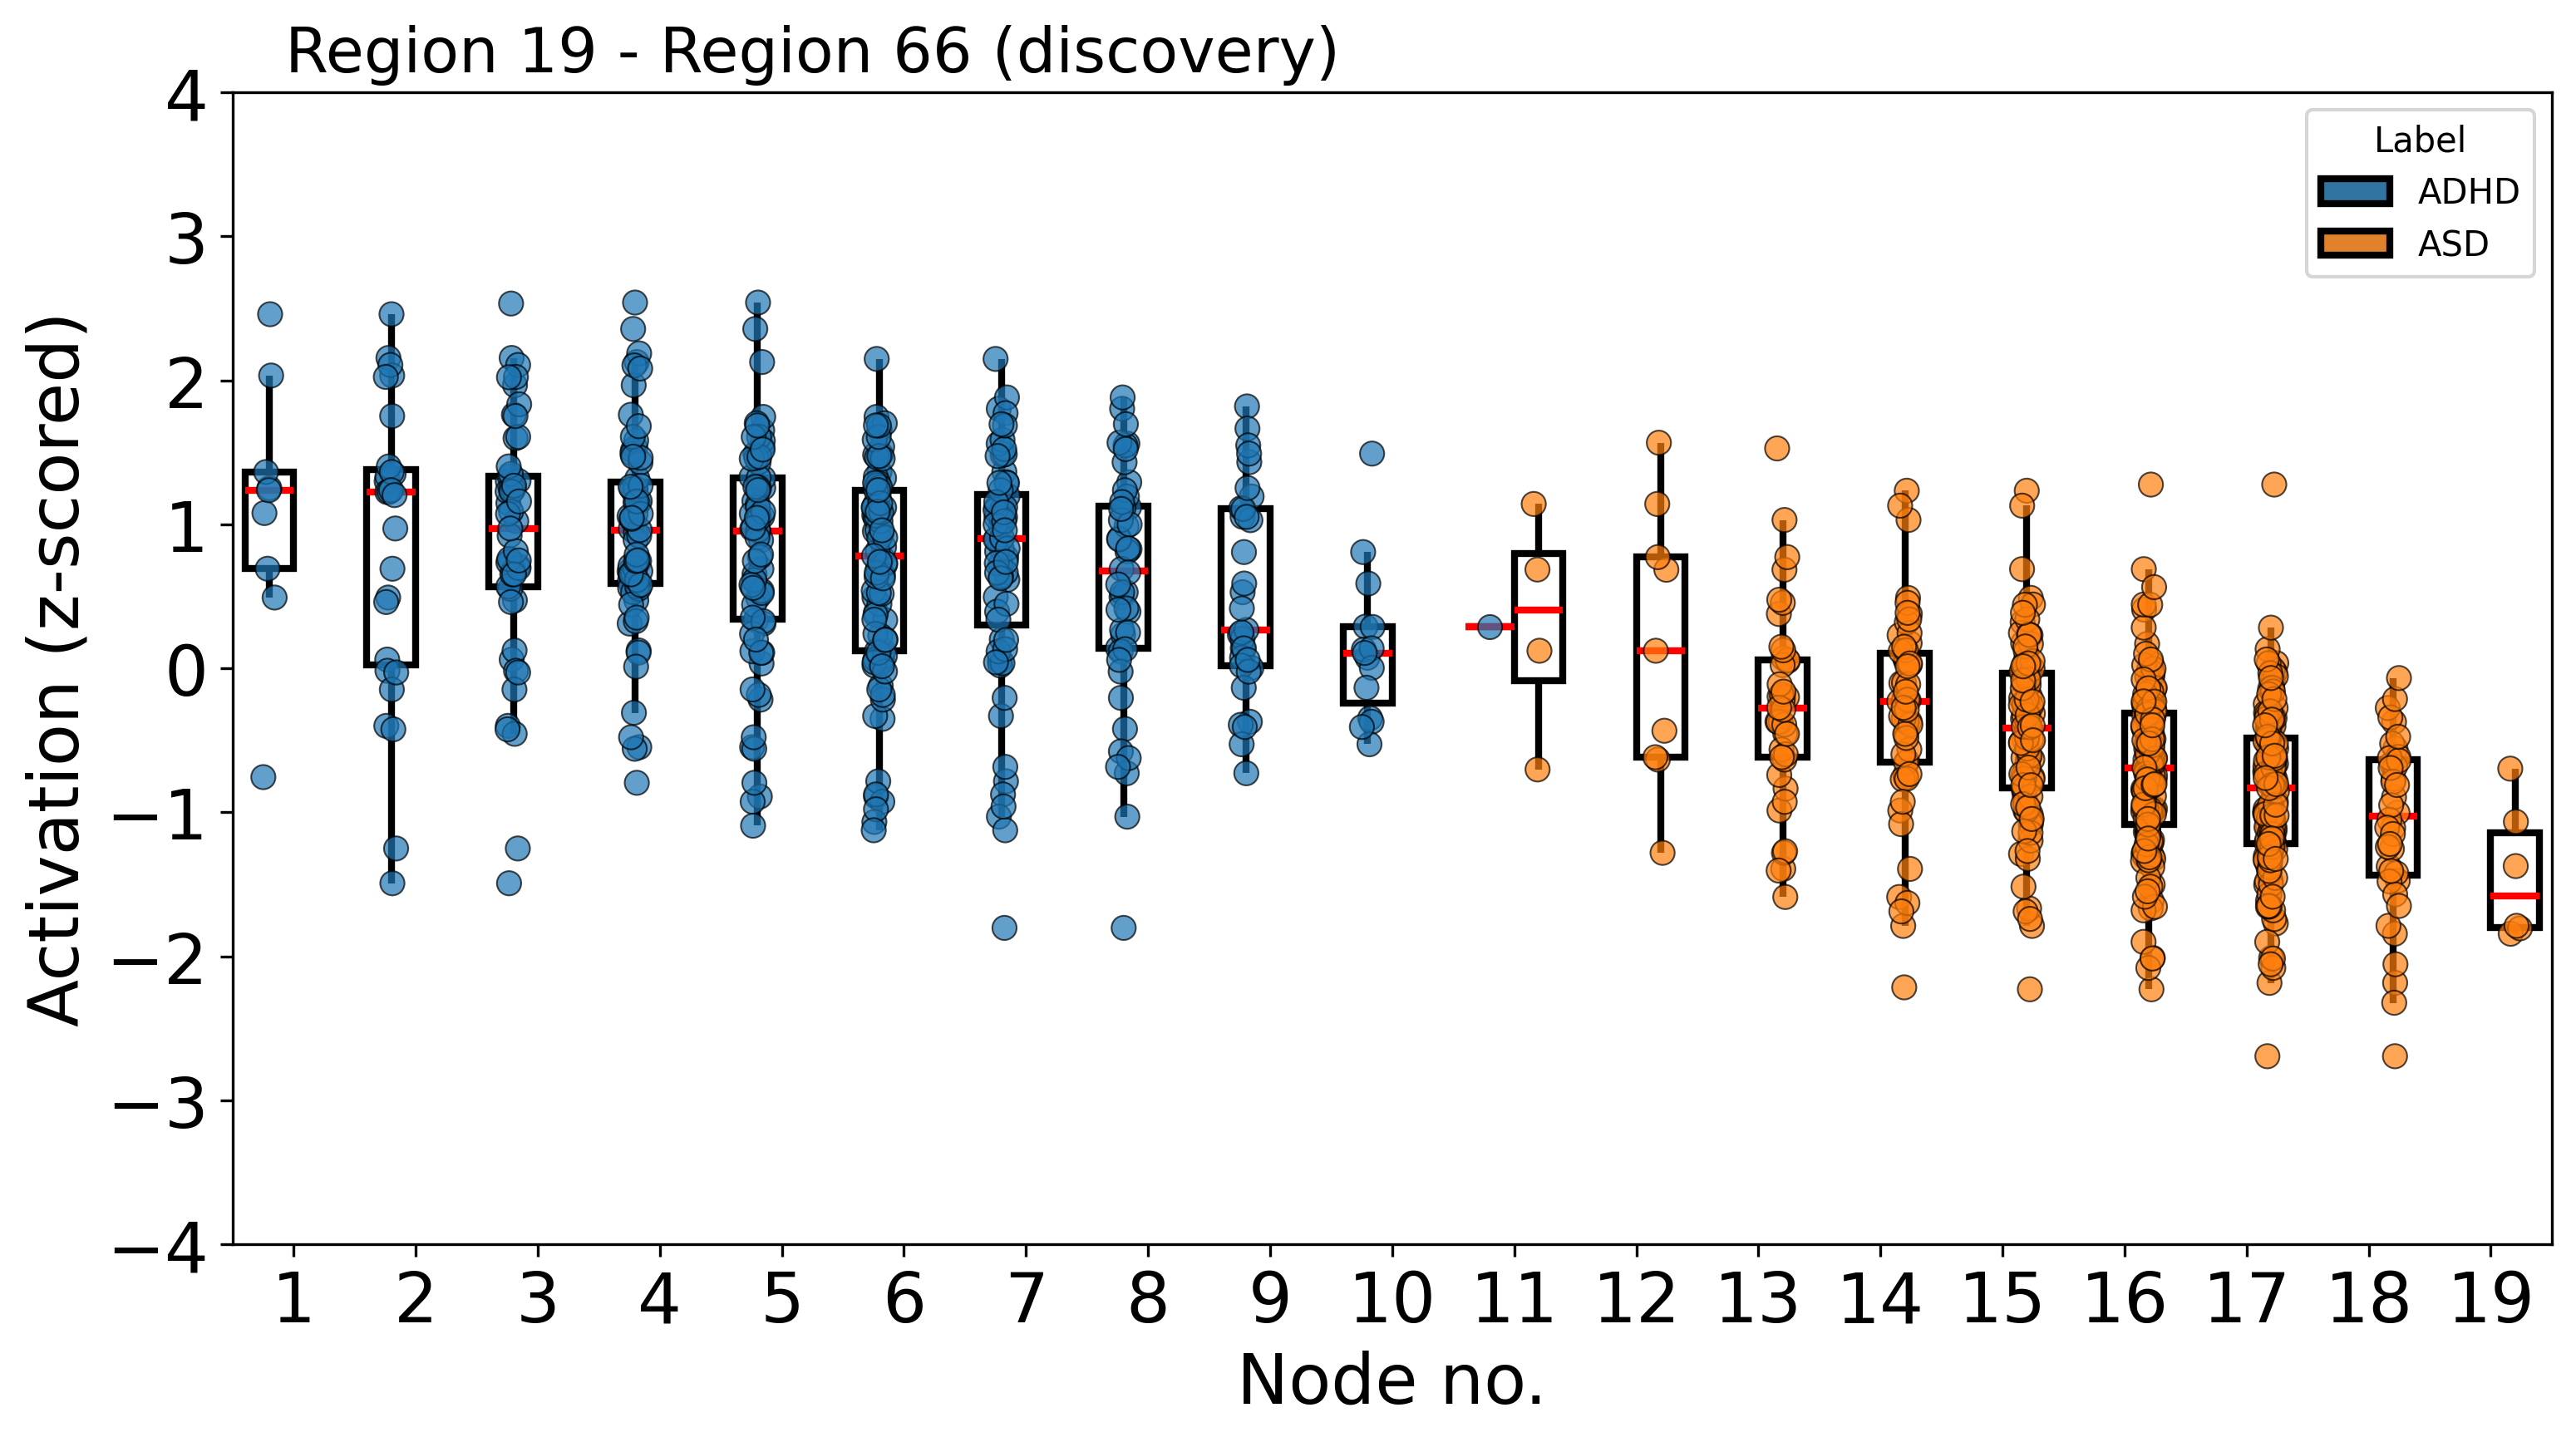 Region 19 - Region 66 (discovery)
Activation (z-scored)
4
3
2
1
0
−1
−2
−3
−4
Label
ADHD
ASD
1 2 3 4 5 6 7 8 9 10 11 12 13 14 15 16 17 18 19
Node no.